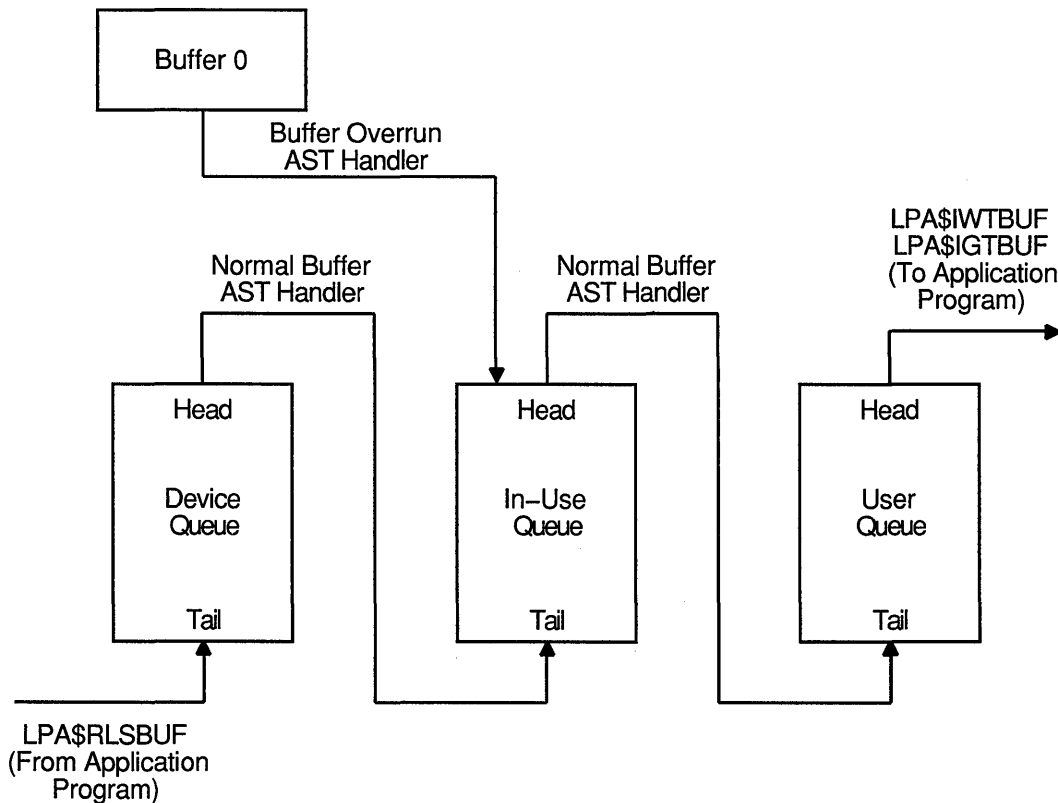 Buffer 0
Buffer Overrun
AST Handler
LPA$IWTBUF
LPA$IGTBUF
(To Application
Program)
Normal Buffer
AST Handler
Normal Buffer
AST Handler
Head
Device
Queue
Tail
Head
In–Use
Queue
Tail
Head
User
Queue
Tail
LPA$RLSBUF
(From Application
Program)